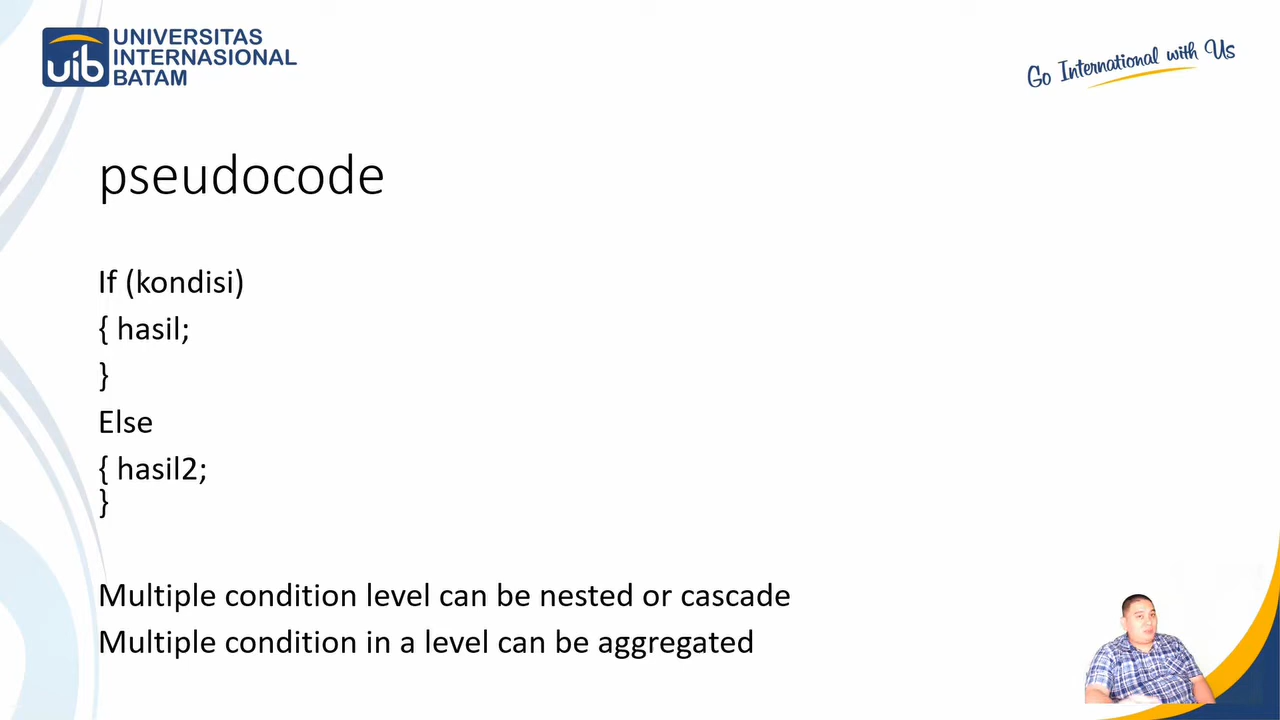 uib
UNIVERSITAS
INTERNASIONAL
BATAM
Go International with Us
pseudocode
If (kondisi)
{ hasil;
}
Else
{ hasil2;
}
Multiple condition level can be nested or cascade
Multiple condition in a level can be aggregated